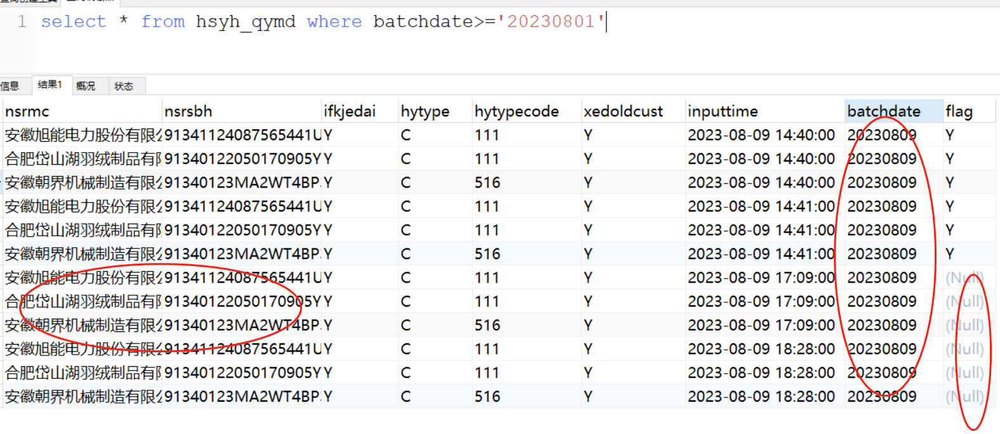 1 select * from hsyh_qymd where batchdate>='20230801'
信息 结果1 概况 状态
nsrmc nsrsbh ifkjedai hytype hytypecode xedoldcust inputtime batchdate flag
安徽旭能电力股份有限公 91341124087565441U Y C 111 Y 2023-08-09 14:40:00 20230809 Y
合肥岱山湖羽绒制品有限 91340122050170905Y Y C 111 Y 2023-08-09 14:40:00 20230809 Y
安徽朝界机械制造有限公 91340123MA2WT4BP Y C 516 Y 2023-08-09 14:40:00 20230809 Y
安徽旭能电力股份有限公 91341124087565441U Y C 111 Y 2023-08-09 14:41:00 20230809 Y
合肥岱山湖羽绒制品有限 91340122050170905Y Y C 111 Y 2023-08-09 14:41:00 20230809 Y
安徽朝界机械制造有限公 91340123MA2WT4BP Y C 516 Y 2023-08-09 14:41:00 20230809 Y
安徽旭能电力股份有限公 91341124087565441U Y C 111 Y 2023-08-09 17:09:00 20230809 (Null)
合肥岱山湖羽绒制品有限 91340122050170905Y Y C 111 Y 2023-08-09 17:09:00 20230809 (Null)
安徽朝界机械制造有限公 91340123MA2WT4BP Y C 516 Y 2023-08-09 17:09:00 20230809 (Null)
安徽旭能电力股份有限公 91341124087565441U Y C 111 Y 2023-08-09 18:28:00 20230809 (Null)
合肥岱山湖羽绒制品有限 91340122050170905Y Y C 111 Y 2023-08-09 18:28:00 20230809 (Null)
安徽朝界机械制造有限公 91340123MA2WT4BP Y C 516 Y 2023-08-09 18:28:00 20230809 (Null)